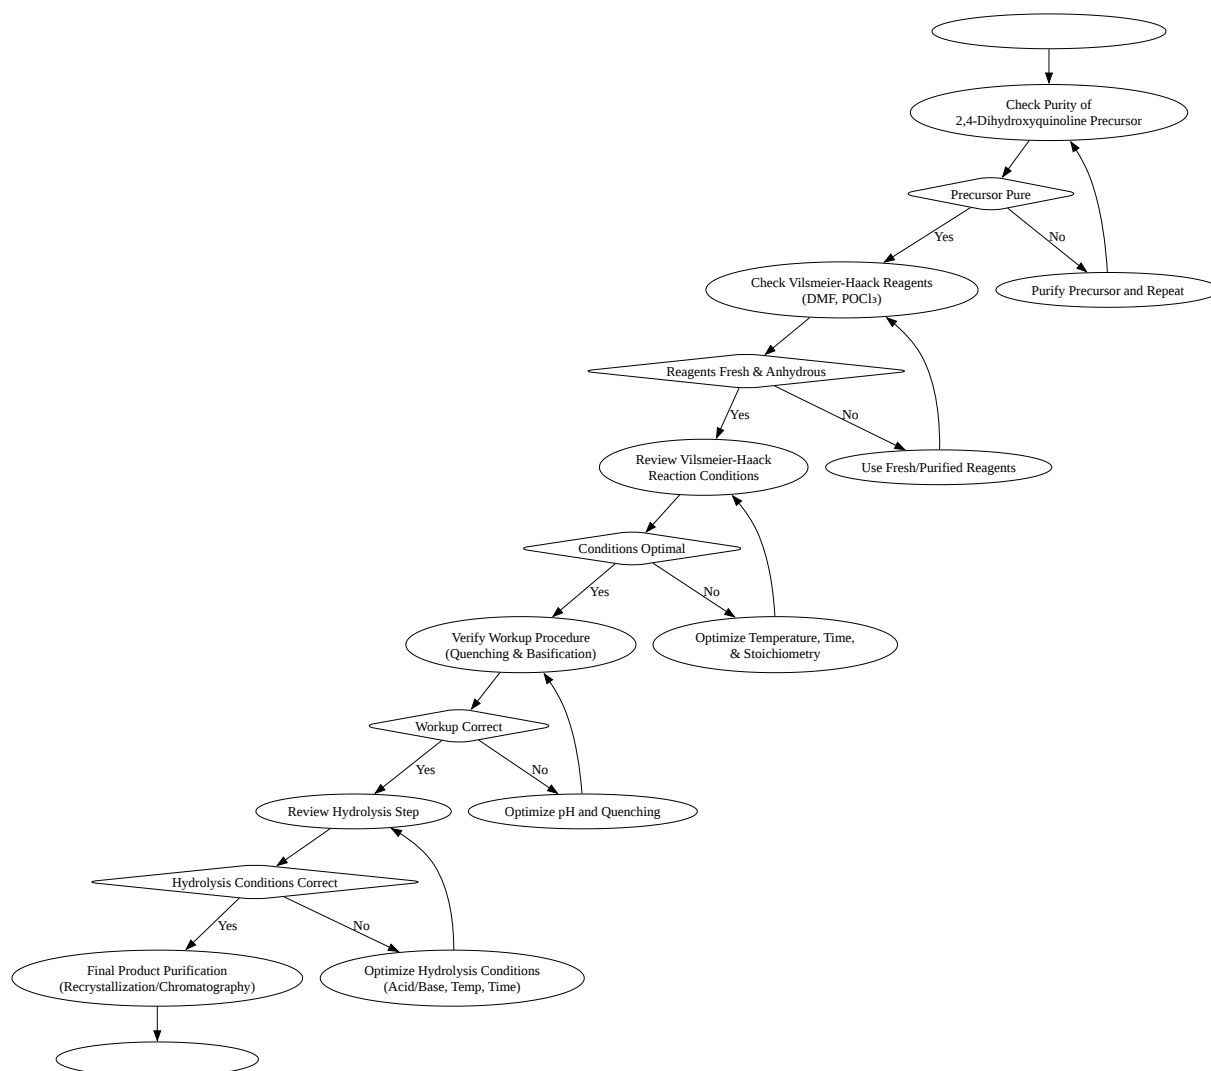 Check Purity of
2,4-Dihydroxyquinoline Precursor
Precursor Pure
Yes
No
Check Vilsmeier-Haack Reagents
(DMF, POCl₃)
Purify Precursor and Repeat
Reagents Fresh & Anhydrous
Yes
No
Review Vilsmeier-Haack
Reaction Conditions
Use Fresh/Purified Reagents
Conditions Optimal
Yes
No
Verify Workup Procedure
(Quenching & Basification)
Optimize Temperature, Time,
& Stoichiometry
Workup Correct
Yes
No
Review Hydrolysis Step
Optimize pH and Quenching
Hydrolysis Conditions Correct
Yes
No
Final Product Purification
(Recrystallization/Chromatography)
Optimize Hydrolysis Conditions
(Acid/Base, Temp, Time)